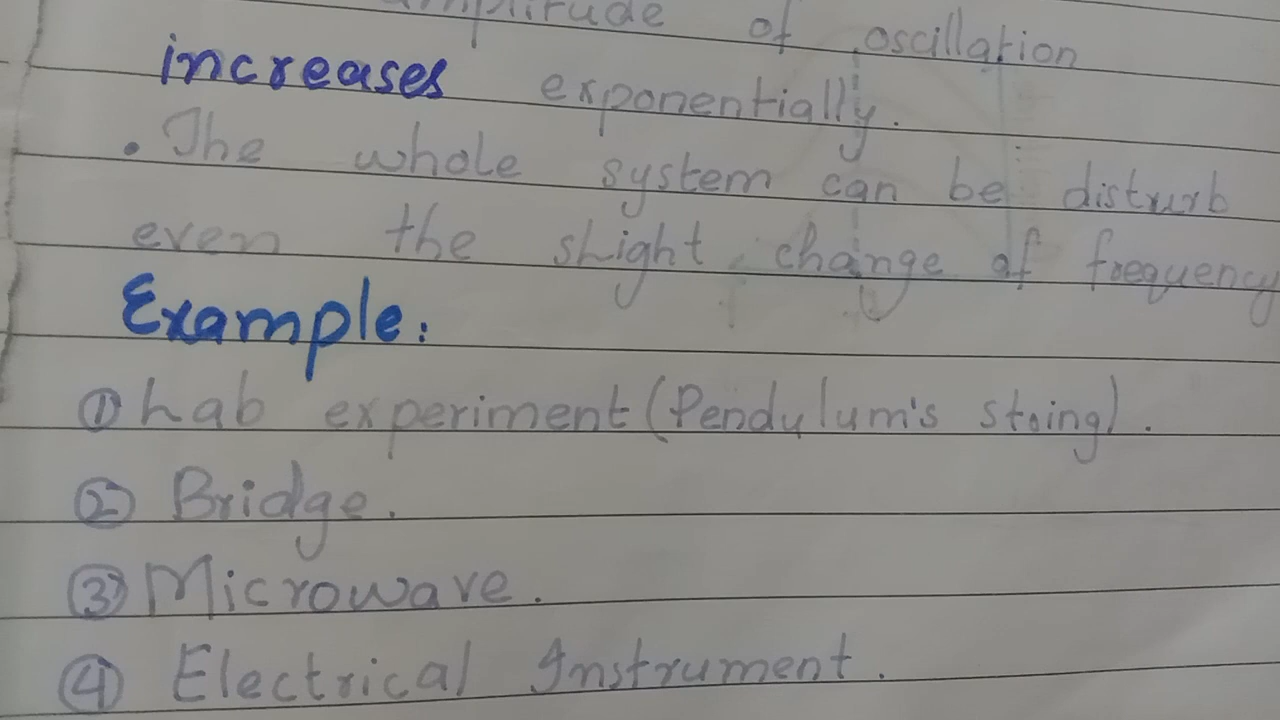 amplitude of oscillation
increases exponentially.
• The whole system can be disturb
even the slight change of frequency
Example:
① Lab experiment (Pendulum's stoing).
② Bridge.
③ Microwave.
④ Electrical Instrument.